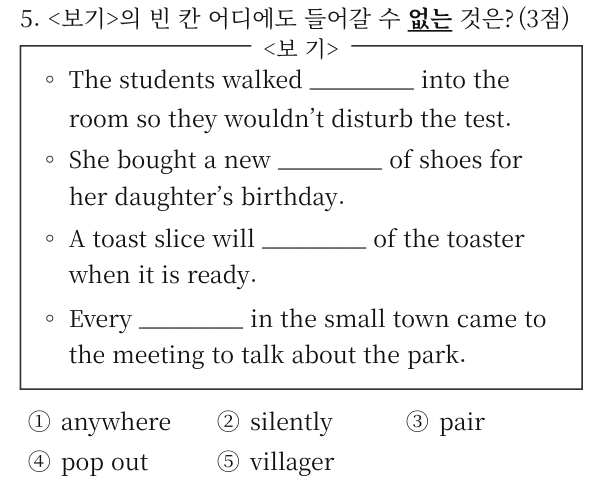 5. <보기>의 빈 칸 어디에도 들어갈 수 없는 것은? (3점)
<보 기>
◦ The students walked ________ into the
room so they wouldn’t disturb the test.
◦ She bought a new ________ of shoes for
her daughter’s birthday.
◦ A toast slice will ________ of the toaster
when it is ready.
◦ Every ________ in the small town came to
the meeting to talk about the park.
① anywhere ② silently ③ pair
④ pop out ⑤ villager